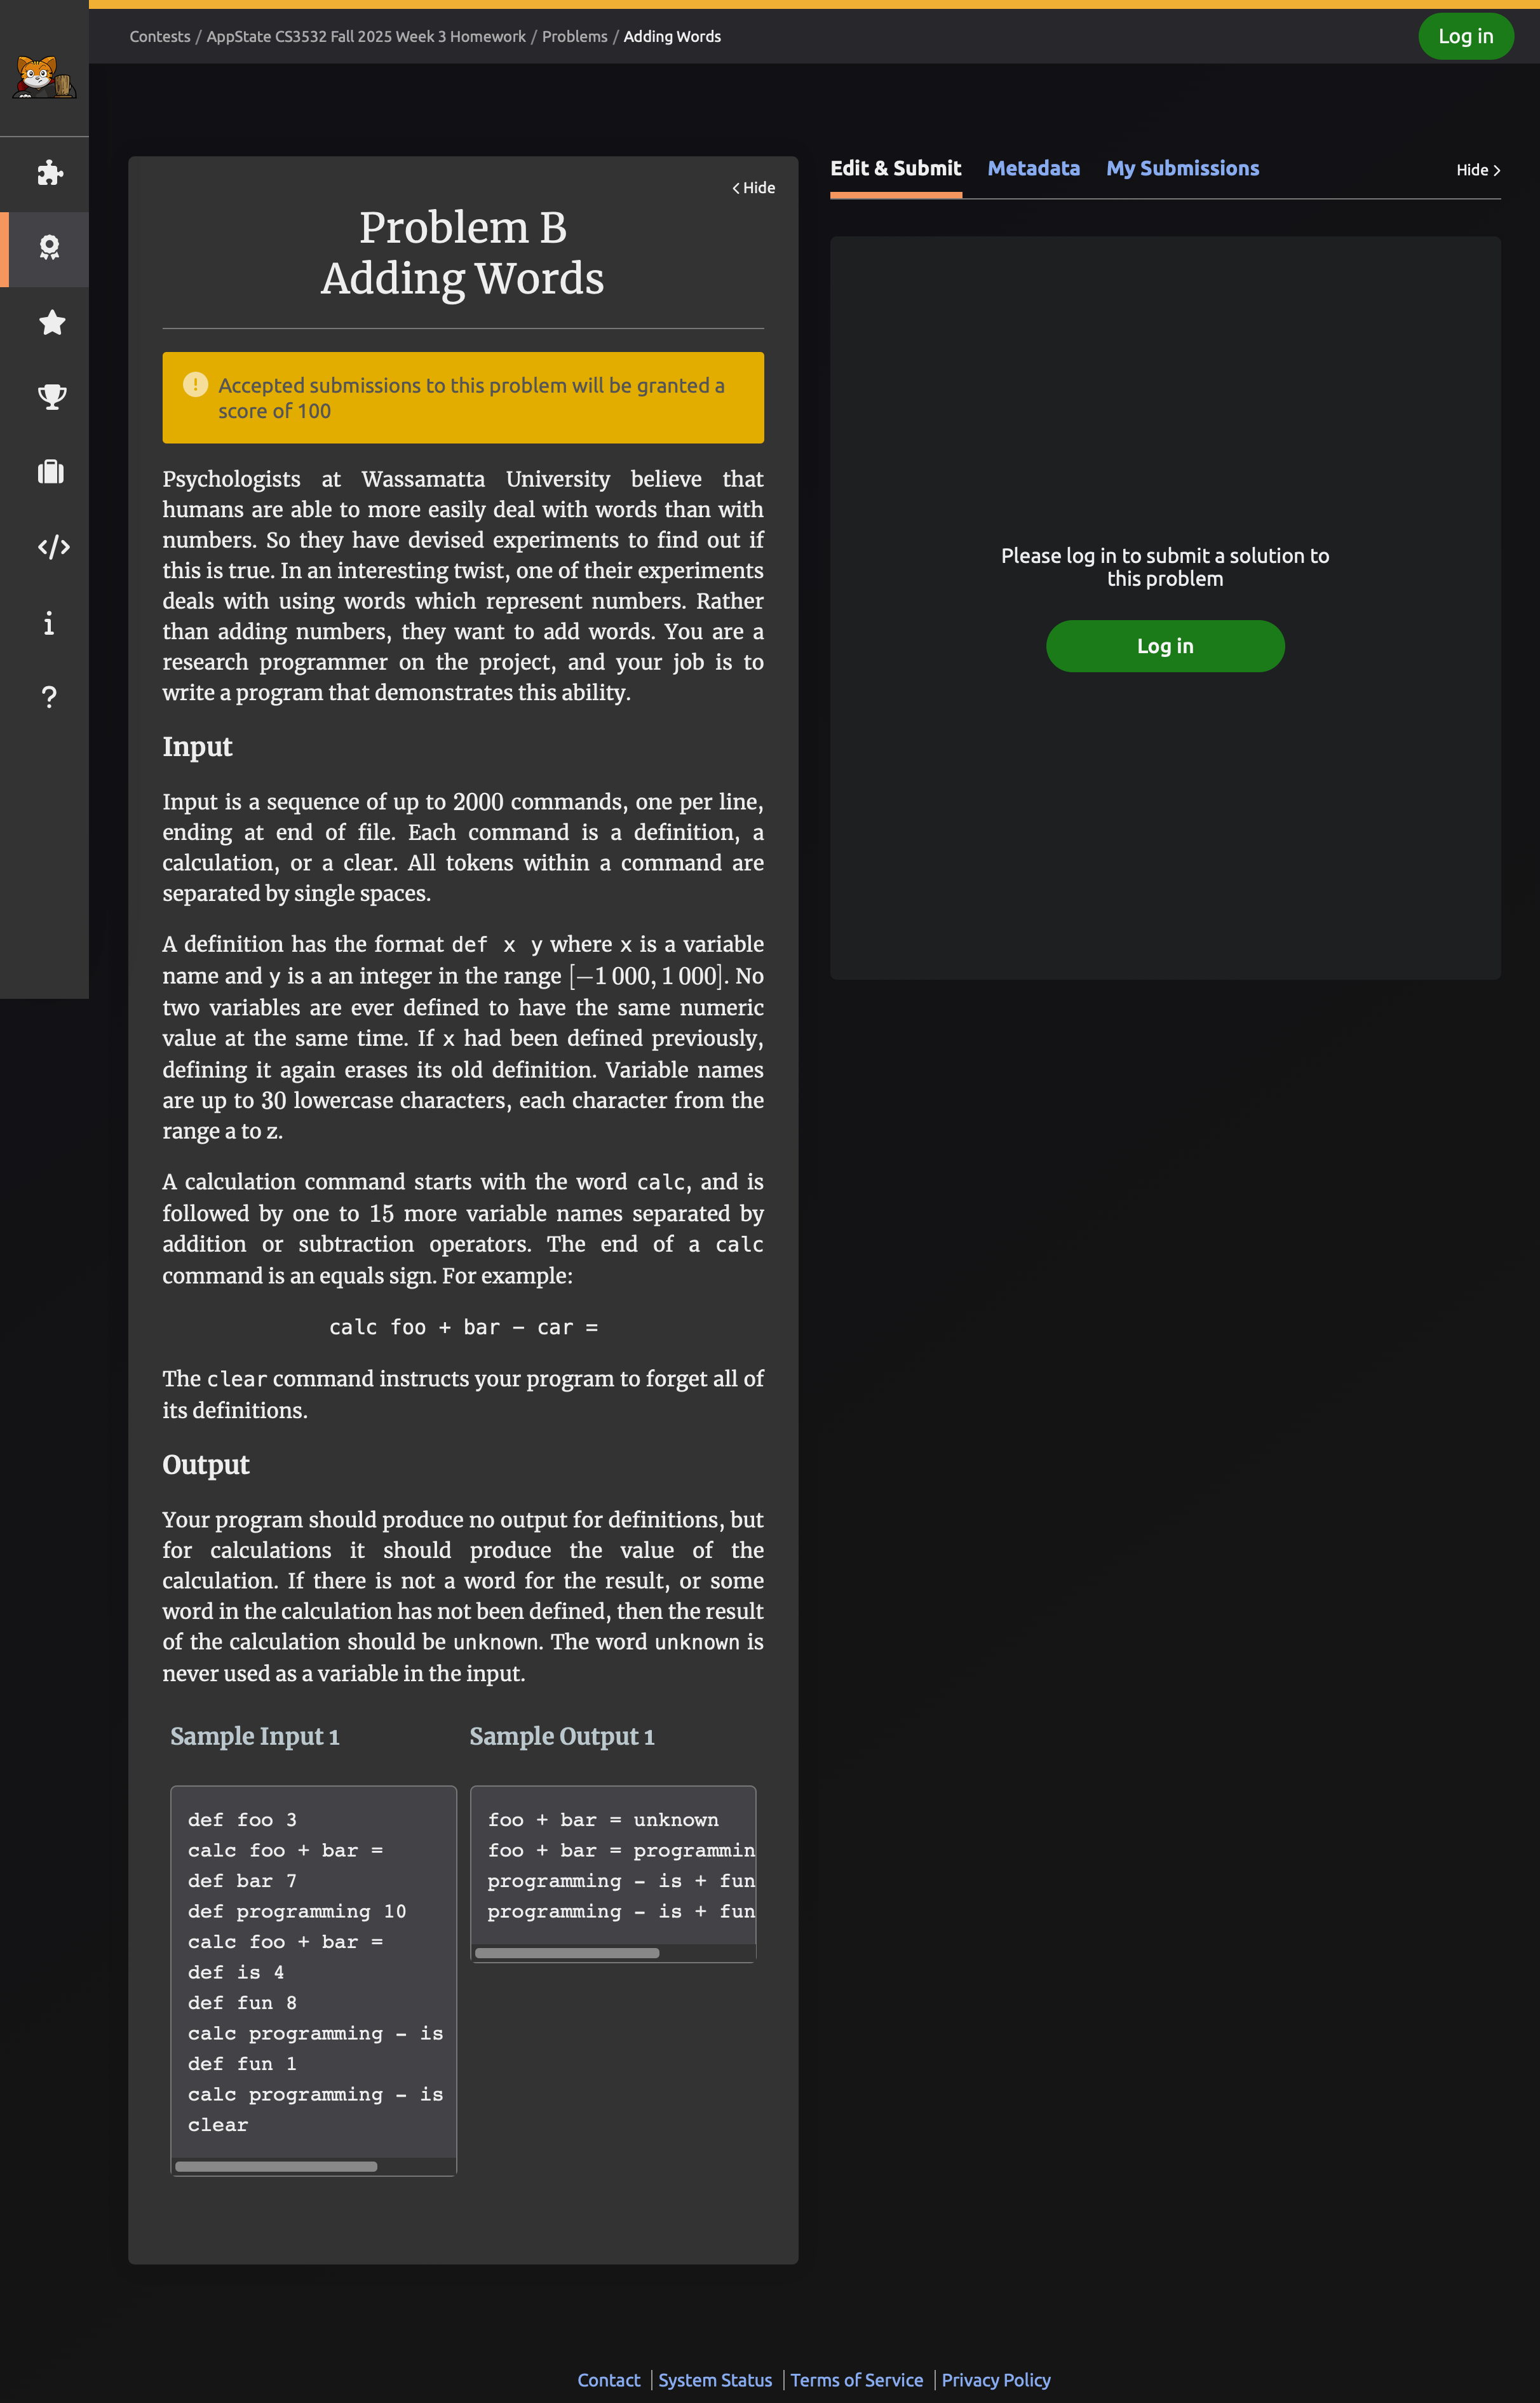 Contests / AppState CS3532 Fall 2025 Week 3 Homework / Problems / Adding Words
Log in
Hide
Problem B
Adding Words
Accepted submissions to this problem will be granted a
score of 100
Psychologists at Wassamatta University believe that
humans are able to more easily deal with words than with
numbers. So they have devised experiments to find out if
this is true. In an interesting twist, one of their experiments
deals with using words which represent numbers. Rather
than adding numbers, they want to add words. You are a
research programmer on the project, and your job is to
write a program that demonstrates this ability.
Input
Input is a sequence of up to 2000 commands, one per line,
ending at end of file. Each command is a definition, a
calculation, or a clear. All tokens within a command are
separated by single spaces.
A definition has the format def x y where x is a variable
name and y is a an integer in the range [−1 000, 1 000]. No
two variables are ever defined to have the same numeric
value at the same time. If x had been defined previously,
defining it again erases its old definition. Variable names
are up to 30 lowercase characters, each character from the
range a to z.
A calculation command starts with the word calc, and is
followed by one to 15 more variable names separated by
addition or subtraction operators. The end of a calc
command is an equals sign. For example:
calc foo + bar - car =
The clear command instructs your program to forget all of
its definitions.
Output
Your program should produce no output for definitions, but
for calculations it should produce the value of the
calculation. If there is not a word for the result, or some
word in the calculation has not been defined, then the result
of the calculation should be unknown. The word unknown is
never used as a variable in the input.
Sample Input 1
def foo 3
calc foo + bar =
def bar 7
def programming 10
calc foo + bar =
def is 4
def fun 8
calc programming - is
def fun 1
calc programming - is
clear
Sample Output 1
foo + bar = unknown
foo + bar = programmin
programming - is + fun
programming - is + fun
Edit & Submit
Metadata
My Submissions
Hide
Please log in to submit a solution to
this problem
Log in
Contact
System Status
Terms of Service
Privacy Policy